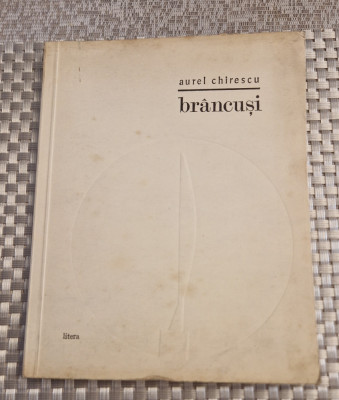 aurel chirescu
brâncuși
litera